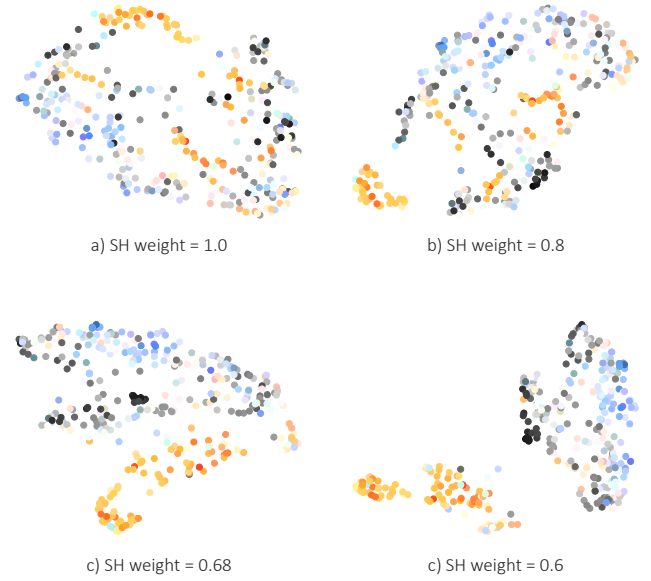 a) SH weight = 1.0
b) SH weight = 0.8
c) SH weight = 0.68
c) SH weight = 0.6